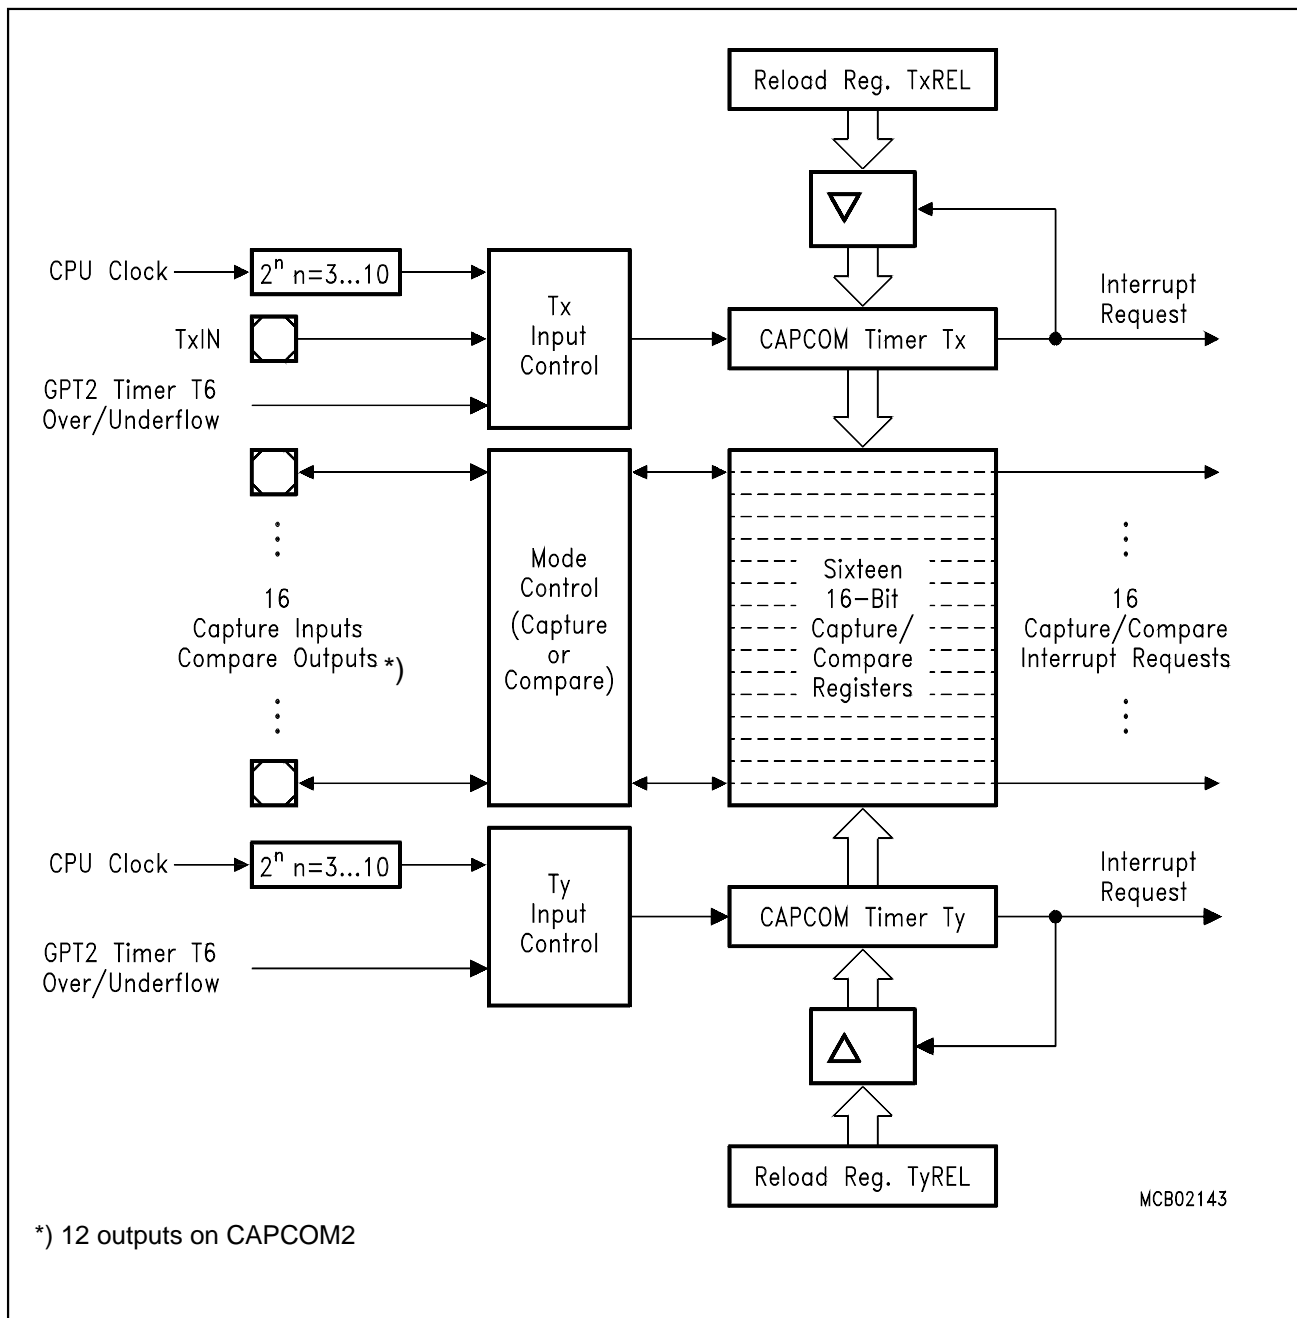 Reload Reg. TxREL
CPU Clock
2ⁿ n=3...10
TxIN
GPT2 Timer T6
Over/Underflow
Tx
Input
Control
CAPCOM Timer Tx
Interrupt
Request
16
Capture Inputs
Compare Outputs *)
Mode
Control
(Capture
or
Compare)
Sixteen
16-Bit
Capture/
Compare
Registers
16
Capture/Compare
Interrupt Requests
CPU Clock
2ⁿ n=3...10
GPT2 Timer T6
Over/Underflow
Ty
Input
Control
CAPCOM Timer Ty
Interrupt
Request
Reload Reg. TyREL
MCB02143
*) 12 outputs on CAPCOM2